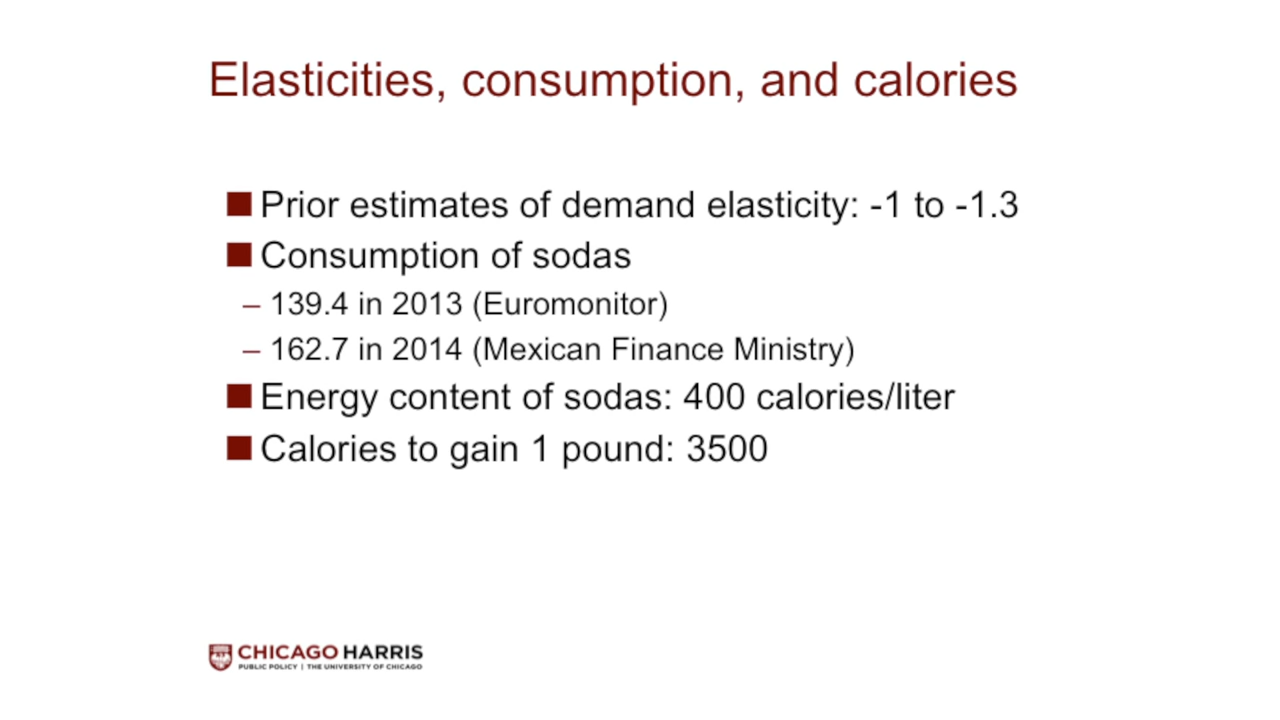 Elasticities, consumption, and calories
Prior estimates of demand elasticity: -1 to -1.3
Consumption of sodas
– 139.4 in 2013 (Euromonitor)
– 162.7 in 2014 (Mexican Finance Ministry)
Energy content of sodas: 400 calories/liter
Calories to gain 1 pound: 3500
CHICAGO HARRIS
PUBLIC POLICY | THE UNIVERSITY OF CHICAGO